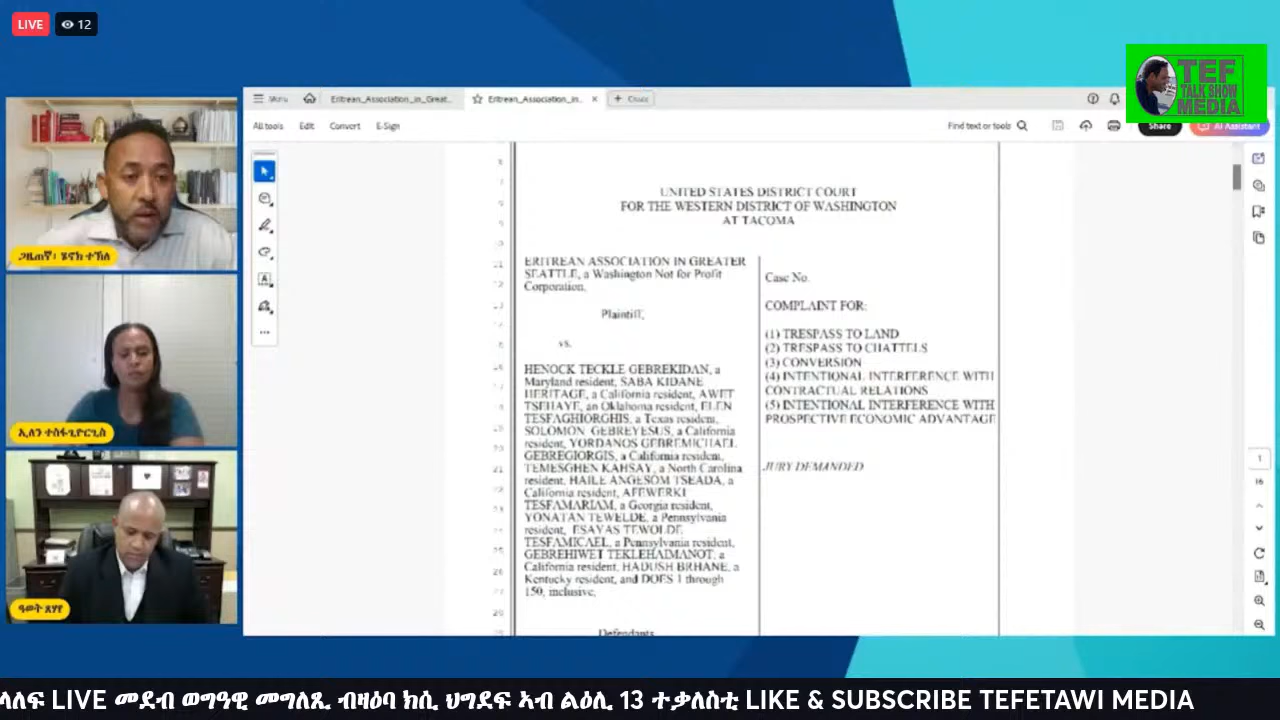 LIVE
12
TEF
TALK SHOW
MEDIA
Menu
Eritrean_Association_in_Great...
Eritrean_Association_in...
Create
All tools
Edit
Convert
E-Sign
Find text or tools
Share
AI Assistant
UNITED STATES DISTRICT COURT
FOR THE WESTERN DISTRICT OF WASHINGTON
AT TACOMA
ERITREAN ASSOCIATION IN GREATER
SEATTLE, a Washington Not for Profit
Corporation,
Plaintiff,
vs.
HENOCK TECKLE GEBREKIDAN, a
Maryland resident, SABA KIDANE
HERITAGE, a California resident, AWET
TSEHAYE, an Oklahoma resident, ELEN
TESFAGHIORGHIS, a Texas resident,
SOLOMON GEBREYESUS, a California
resident, YORDANOS GEBREMICHAEL
GEBREGIORGIS, a California resident,
TEMESGHEN KAHSAY, a North Carolina
resident, HAILE ANGESOM TSEADA, a
California resident, AFEWERKI
TESFAMARIAM, a Georgia resident,
YONATAN TEWELDE, a Pennsylvania
resident, ESAYAS TEWOLDE
TESFAMICAEL, a Pennsylvania resident,
GEBREHIWET TEKLEHAIMANOT, a
California resident, HADUSH BRHANE, a
Kentucky resident, and DOES 1 through
150, inclusive,
Defendants
Case No.
COMPLAINT FOR:
(1) TRESPASS TO LAND
(2) TRESPASS TO CHATTELS
(3) CONVERSION
(4) INTENTIONAL INTERFERENCE WITH
CONTRACTUAL RELATIONS
(5) INTENTIONAL INTERFERENCE WITH
PROSPECTIVE ECONOMIC ADVANTAGE
JURY DEMANDED
1
16
ጋዜጠኛ፡ ሄኖክ ተኽለ
ኢለን ተስፋጊዮርጊስ
ዓወት ጸሃየ
ላለፍ LIVE መደብ ወግዓዊ መግለጺ ብዛዕባ ክሲ ህግደፍ ኣብ ልዕሊ 13 ተቃለስቲ LIKE & SUBSCRIBE TEFETAWI MEDIA